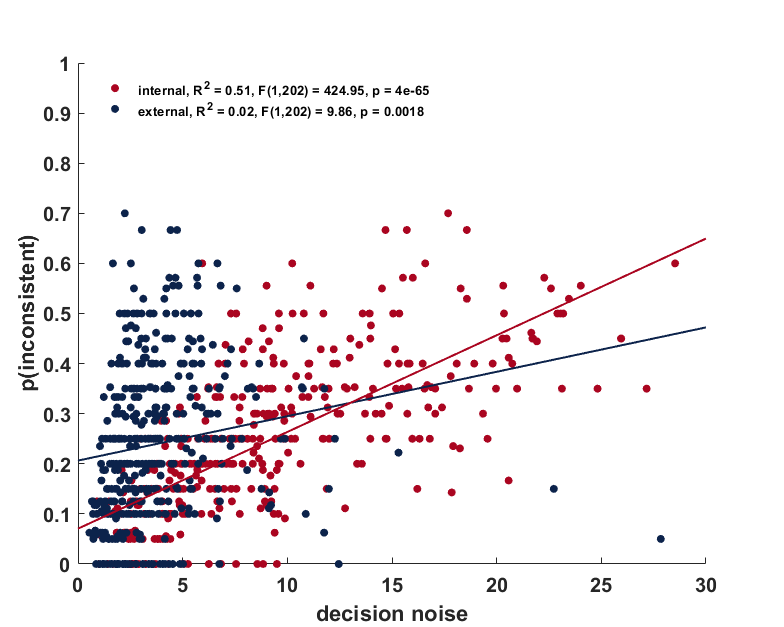 1
0.9
0.8
0.7
0.6
0.5
0.4
0.3
0.2
0.1
0
p(inconsistent)
internal, R^2 = 0.51, F(1,202) = 424.95, p = 4e-65
external, R^2 = 0.02, F(1,202) = 9.86, p = 0.0018
0 5 10 15 20 25 30
decision noise